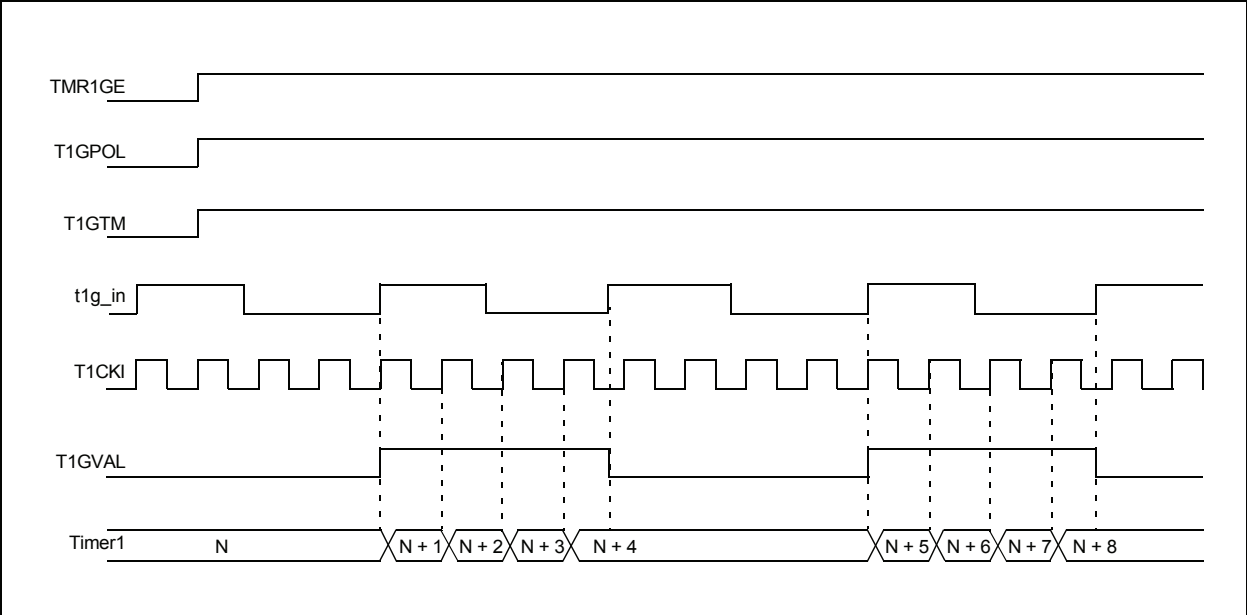 TMR1GE
T1GPOL
T1GTM
t1g_in
T1CKI
T1GVAL
Timer1 N N + 1 N + 2 N + 3 N + 4 N + 5 N + 6 N + 7 N + 8